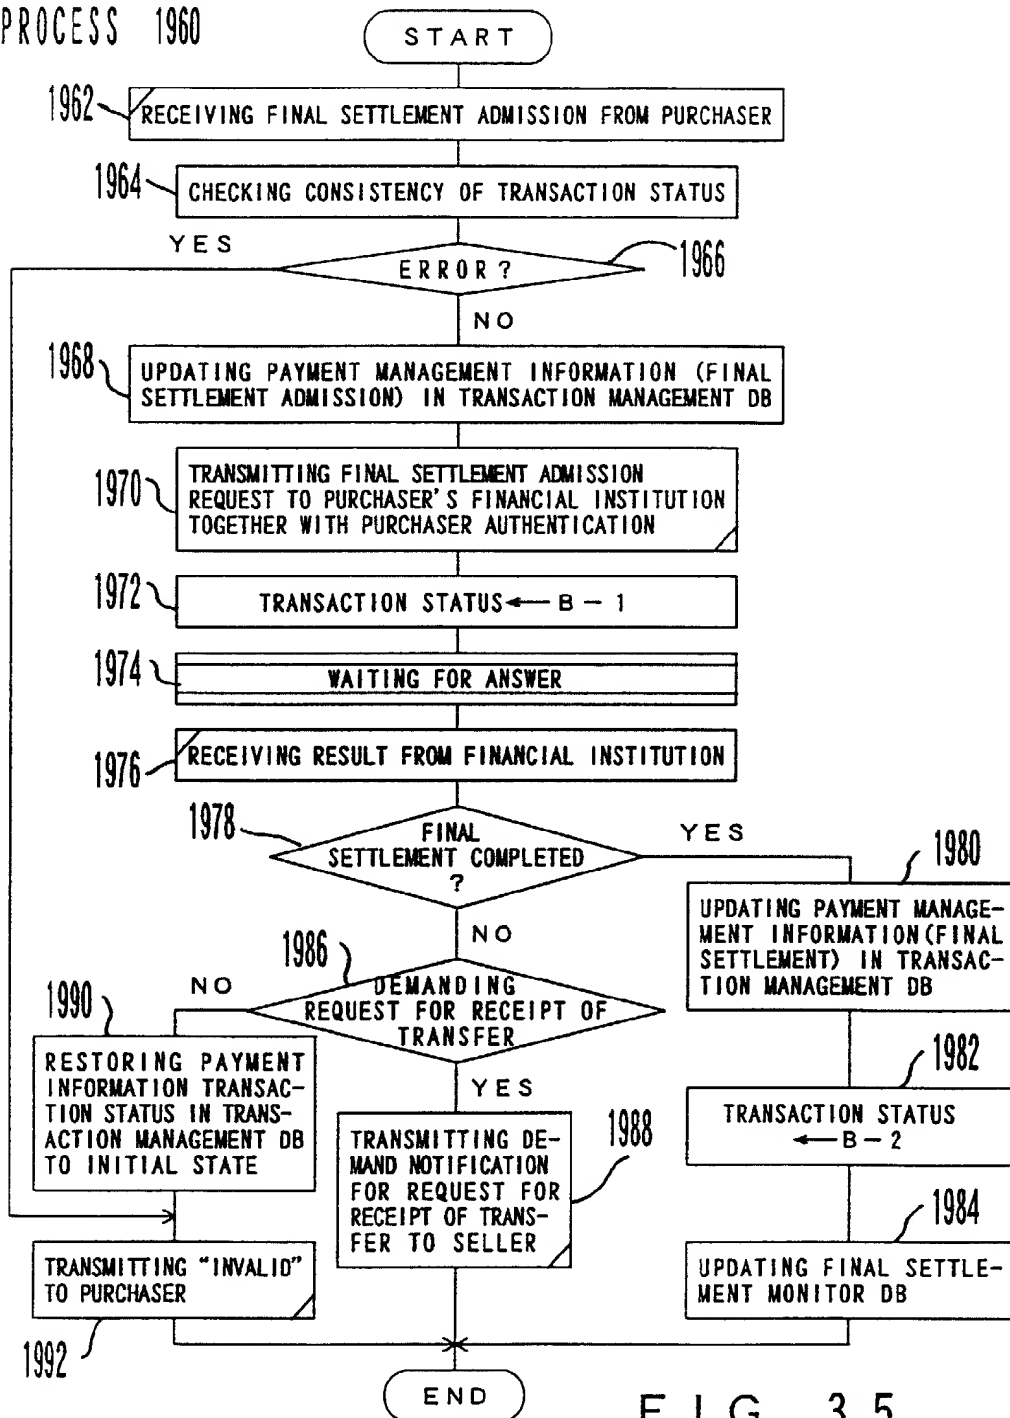 PROCESS 1960
START
1962
RECEIVING FINAL SETTLEMENT ADMISSION FROM PURCHASER
1964
CHECKING CONSISTENCY OF TRANSACTION STATUS
YES
ERROR?
1966
NO
1968
UPDATING PAYMENT MANAGEMENT INFORMATION (FINAL
SETTLEMENT ADMISSION) IN TRANSACTION MANAGEMENT DB
1970
TRANSMITTING FINAL SETTLEMENT ADMISSION
REQUEST TO PURCHASER'S FINANCIAL INSTITUTION
TOGETHER WITH PURCHASER AUTHENTICATION
1972
TRANSACTION STATUS ← B - 1
1974
WAITING FOR ANSWER
1976
RECEIVING RESULT FROM FINANCIAL INSTITUTION
1978
FINAL
SETTLEMENT COMPLETED
?
YES
1980
UPDATING PAYMENT MANAGE-
MENT INFORMATION(FINAL
SETTLEMENT) IN TRANSAC-
TION MANAGEMENT DB
NO
1986
DEMANDING
REQUEST FOR RECEIPT OF
TRANSFER
NO
1990
RESTORING PAYMENT
INFORMATION TRANSAC-
TION STATUS IN TRANS-
ACTION MANAGEMENT DB
TO INITIAL STATE
YES
1988
TRANSMITTING DE-
MAND NOTIFICATION
FOR REQUEST FOR
RECEIPT OF TRANS-
FER TO SELLER
1982
TRANSACTION STATUS
← B - 2
1984
UPDATING FINAL SETTLE-
MENT MONITOR DB
TRANSMITTING "INVALID"
TO PURCHASER
1992
END
FIG. 35